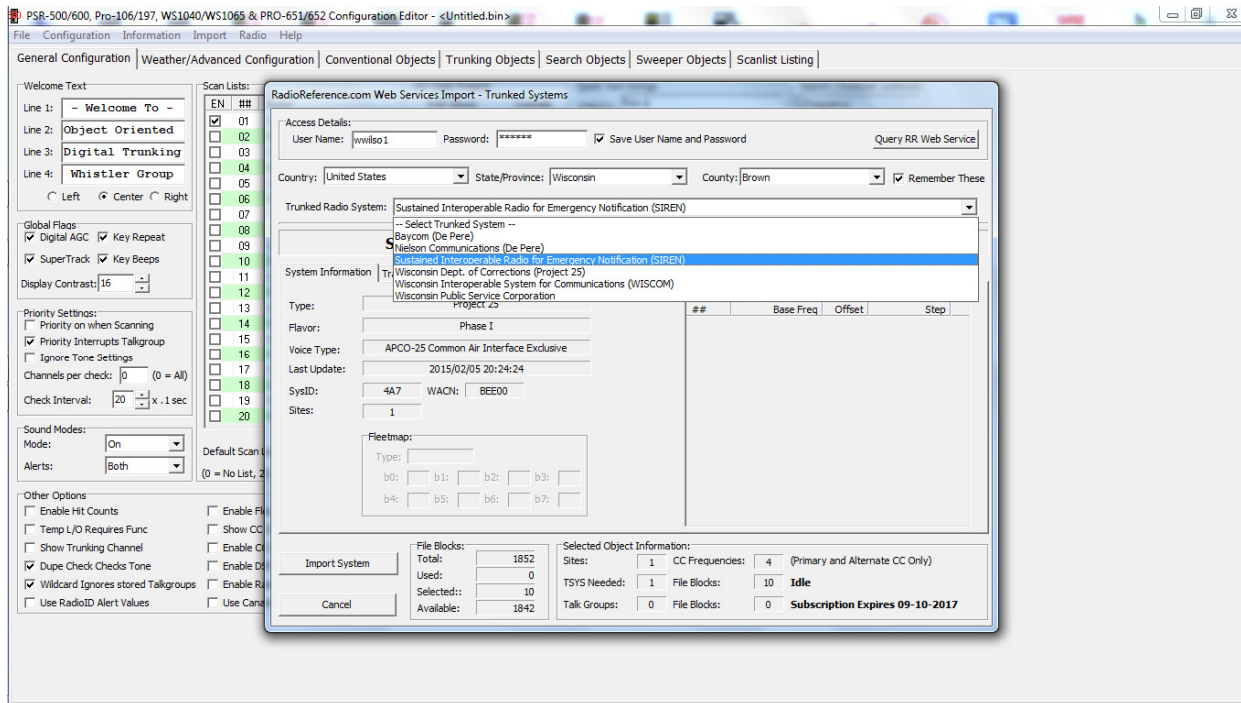 PSR-500/600, Pro-106/197, WS1040/WS1065 & PRO-651/652 Configuration Editor - <Untitled.bin>
File Configuration Information Import Radio Help
General Configuration Weather/Advanced Configuration Conventional Objects Trunking Objects Search Objects Sweeper Objects Scanlist Listing
Welcome Text
Line 1: - Welcome To -
Line 2: Object Oriented
Line 3: Digital Trunking
Line 4: Whistler Group
Left Center Right
Global Flags
Digital AGC Key Repeat
SuperTrack Key Beeps
Display Contrast: 16
Priority Settings:
Priority on when Scanning
Priority Interrupts Talkgroup
Ignore Tone Settings
Channels per check: 0 (0 = All)
Check Interval: 20 x .1 sec
Sound Modes:
Mode: On
Alerts: Both
Other Options
Enable Hit Counts
Temp L/O Requires Func
Show Trunking Channel
Dupe Check Checks Tone
Wildcard Ignores stored Talkgroups
Use RadioID Alert Values
Scan Lists:
EN ##
01
02
03
04
05
06
07
08
09
10
11
12
13
14
15
16
17
18
19
20
Default Scan
(0 = No List, 2
Enable
Show CC
Enable
Enable
Enable
Use
RadioReference.com Web Services Import - Trunked Systems
Access Details:
User Name: wwilso1 Password: ****** Save User Name and Password Query RR Web Service
Country: United States State/Province: Wisconsin County: Brown Remember These
Trunked Radio System: Sustained Interoperable Radio for Emergency Notification (SIREN)
-- Select Trunked System --
Baycom (De Pere)
Nielson Communications (De Pere)
Sustained Interoperable Radio for Emergency Notification (SIREN)
Wisconsin Dept. of Corrections (Project 25)
Wisconsin Interoperable System for Communications (WISCOM)
Wisconsin Public Service Corporation
S
System Information Tr
Type: Project 25
Flavor: Phase I
Voice Type: APCO-25 Common Air Interface Exclusive
Last Update: 2015/02/05 20:24:24
SysID: 4A7 WACN: BEE00
Sites: 1
Fleetmap:
Type:
b0: b1: b2: b3:
b4: b5: b6: b7:
## Base Freq Offset Step
Import System
Cancel
File Blocks:
Total: 1852
Used: 0
Selected:: 10
Available: 1842
Selected Object Information:
Sites: 1 CC Frequencies: 4 (Primary and Alternate CC Only)
TSYS Needed: 1 File Blocks: 10 Idle
Talk Groups: 0 File Blocks: 0 Subscription Expires 09-10-2017